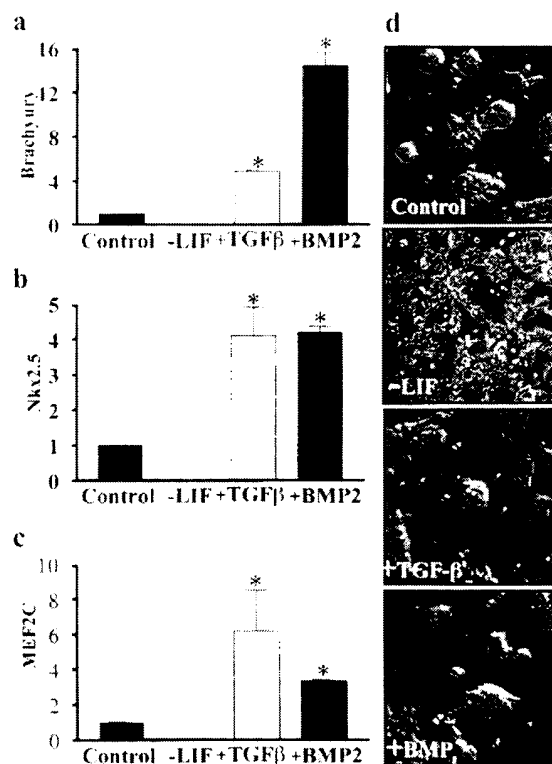 a
16
12
8
4
0
Brachyury
Control -LIF +TGFβ +BMP2
* *
b
5
4
3
2
1
0
Nkx2.5
Control -LIF +TGFβ +BMP2
* *
c
10
8
6
4
2
0
MEF2C
Control -LIF +TGFβ +BMP2
* *
d
Control
-LIF
+TGF-β
+BMP